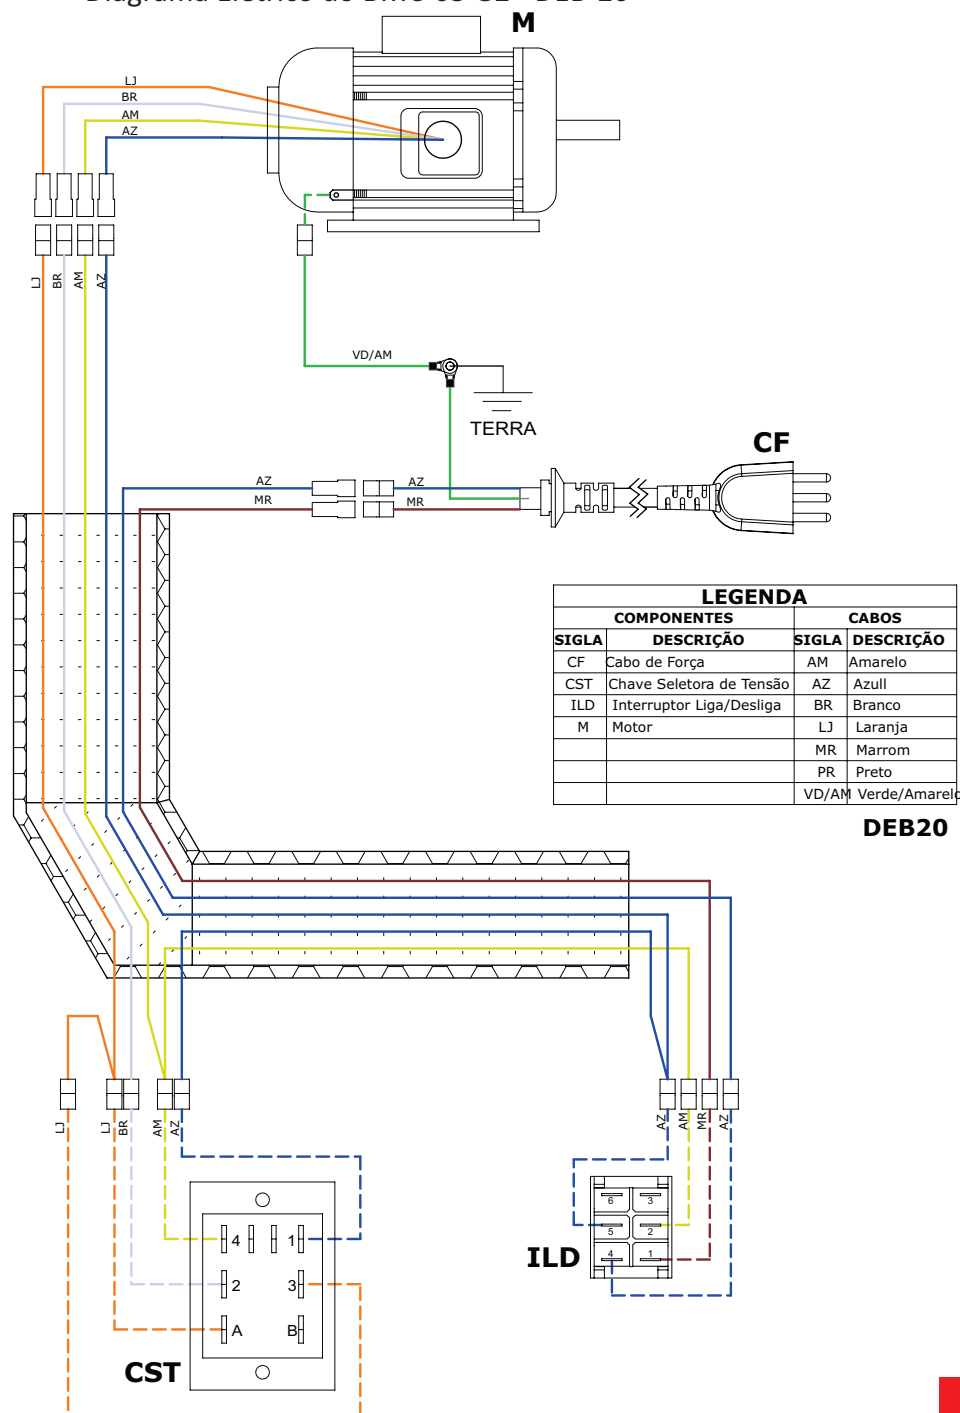 M
LJ
BR
AM
AZ
LJ
BR
AM
AZ
VD/AM
TERRA
CF
AZ
AZ
MR
MR
LEGENDA
COMPONENTES CABOS
SIGLA DESCRIÇÃO SIGLA DESCRIÇÃO
CF Cabo de Força AM Amarelo
CST Chave Seletora de Tensão AZ Azull
ILD Interruptor Liga/Desliga BR Branco
M Motor LJ Laranja
MR Marrom
PR Preto
VD/AM Verde/Amarelo
DEB20
LJ
LJ
BR
AM
AZ
AZ
AM
MR
AZ
6 3
5 2
4 1
ILD
4 1
2 3
A B
CST